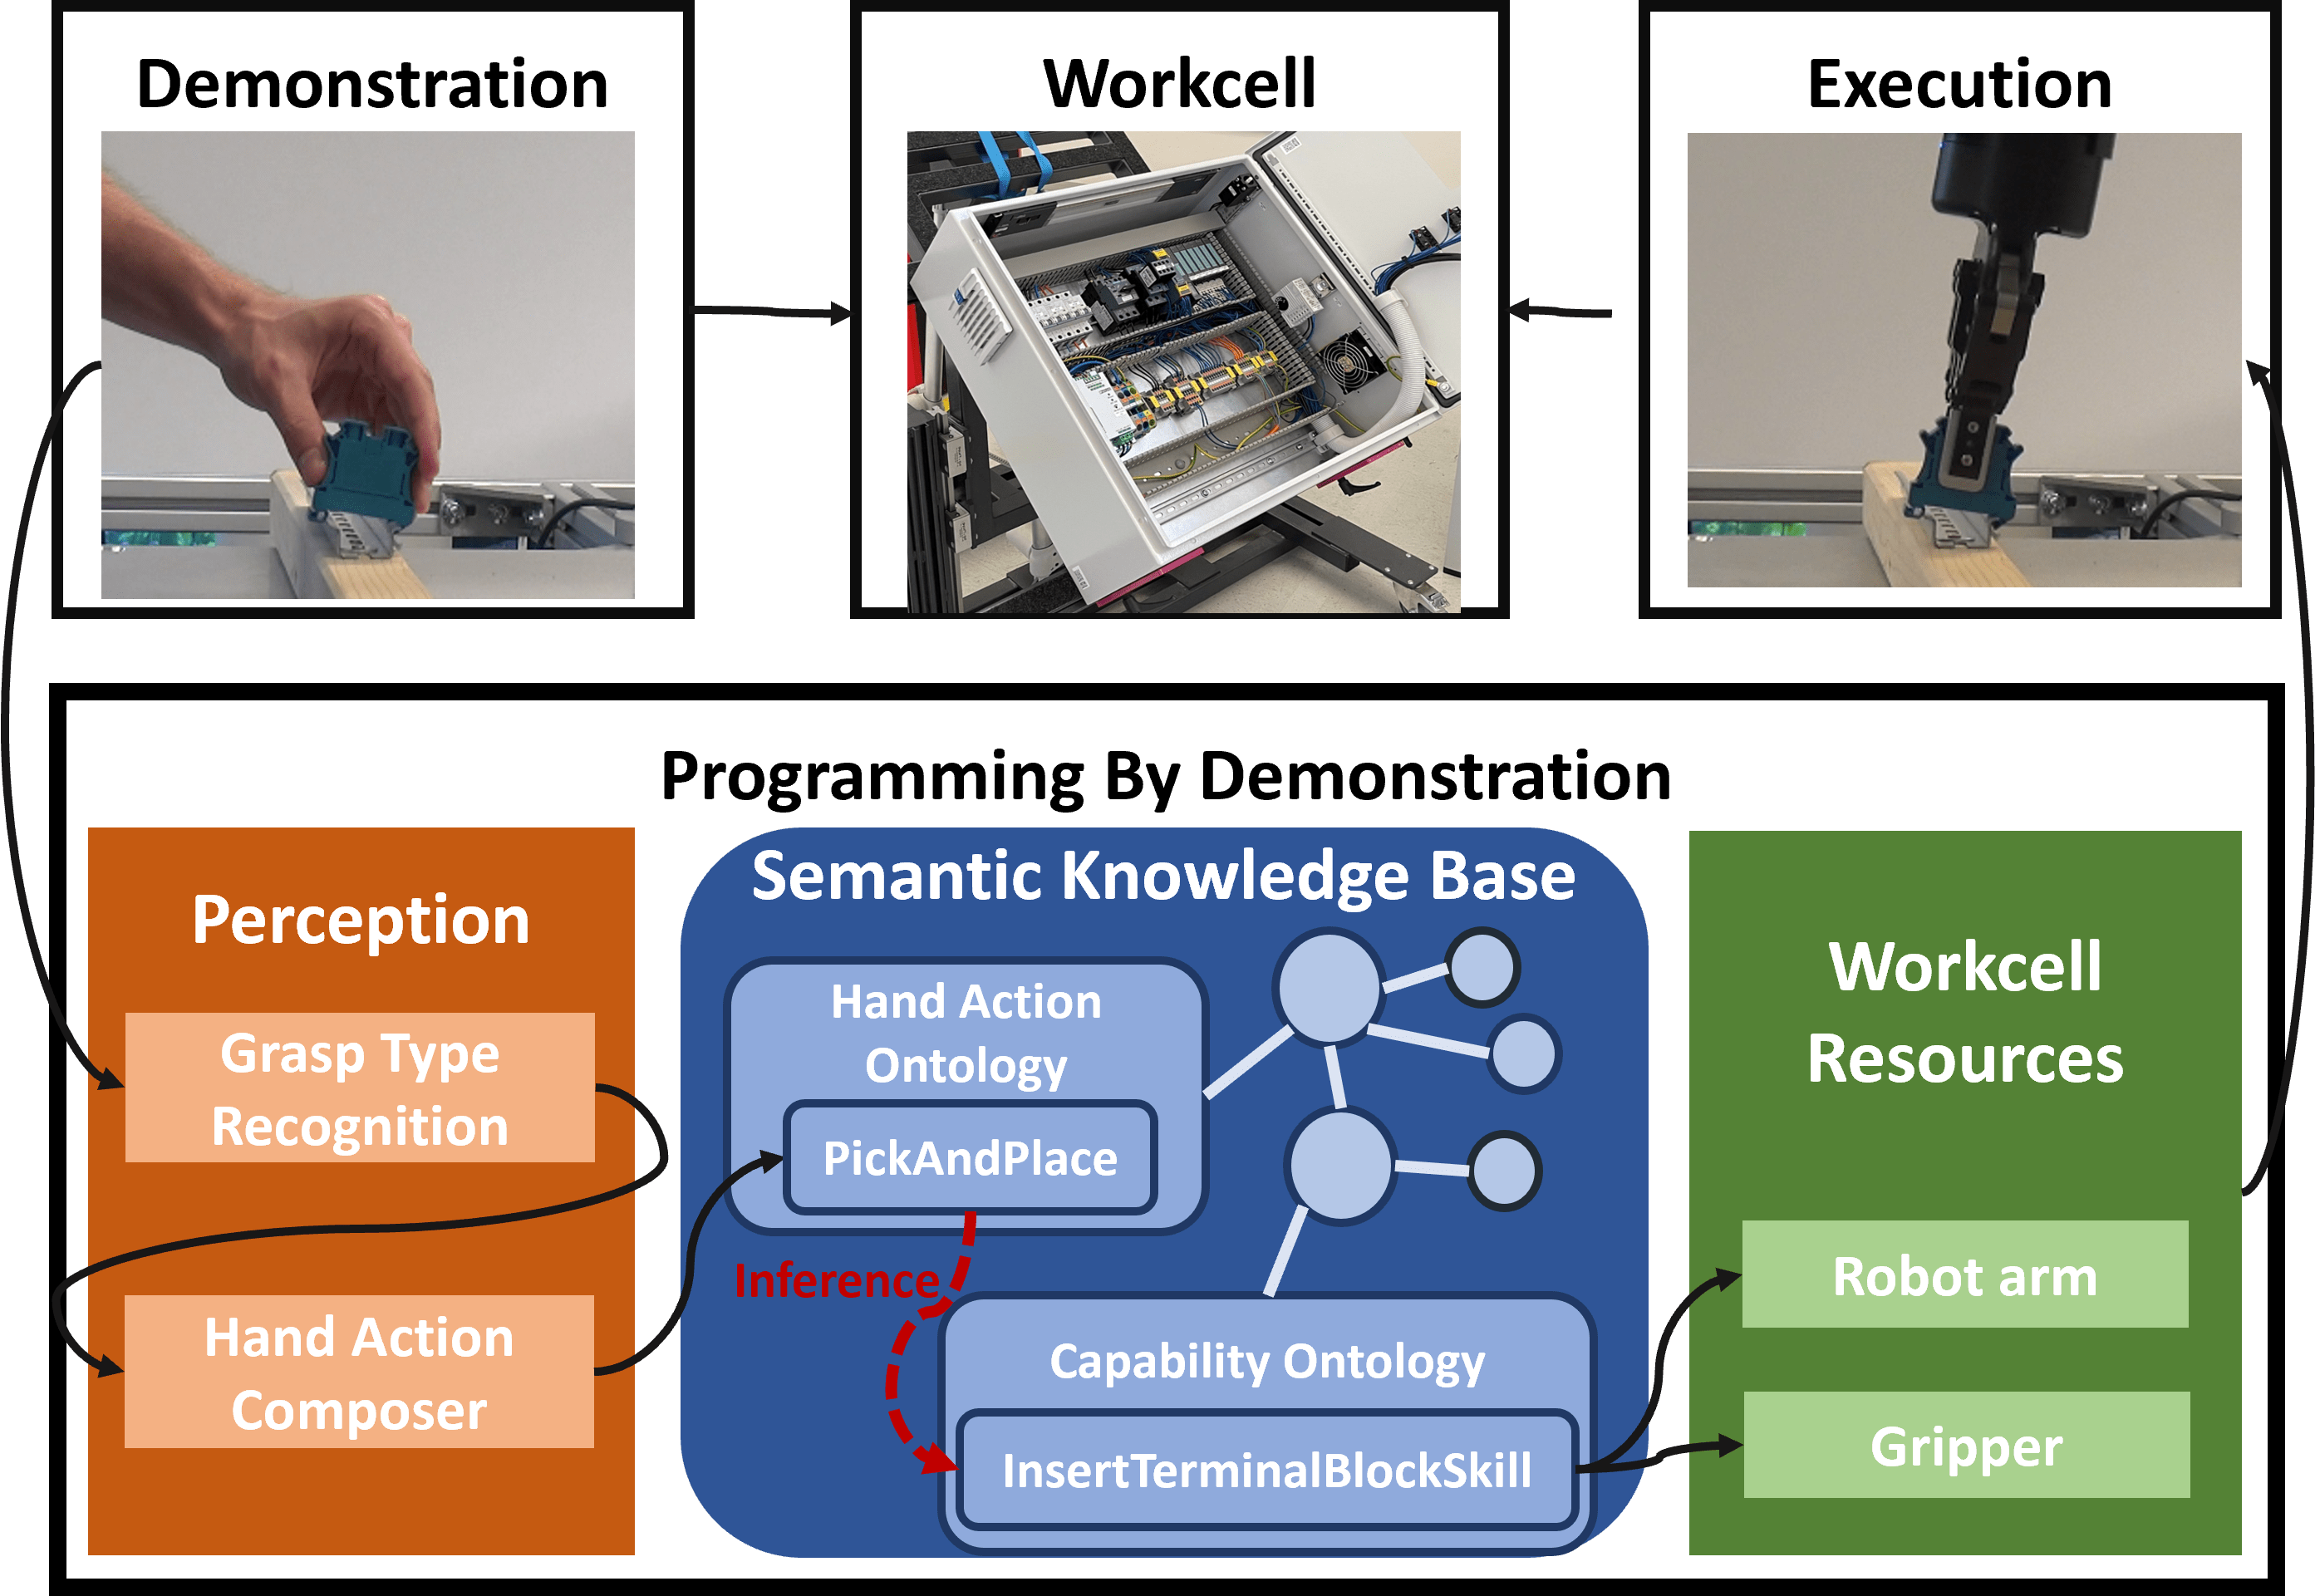 Demonstration
Workcell
Execution
Programming By Demonstration
Perception
Grasp Type
Recognition
Hand Action
Composer
Semantic Knowledge Base
Hand Action
Ontology
PickAndPlace
Inference
Capability Ontology
InsertTerminalBlockSkill
Workcell
Resources
Robot arm
Gripper